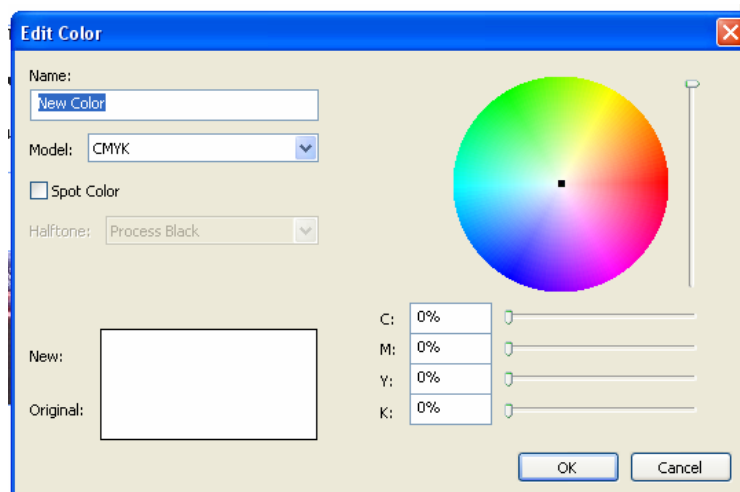 Edit Color
Name:
New Color
Model: CMYK
Spot Color
Halftone: Process Black
New:
Original:
C: 0%
M: 0%
Y: 0%
K: 0%
OK Cancel